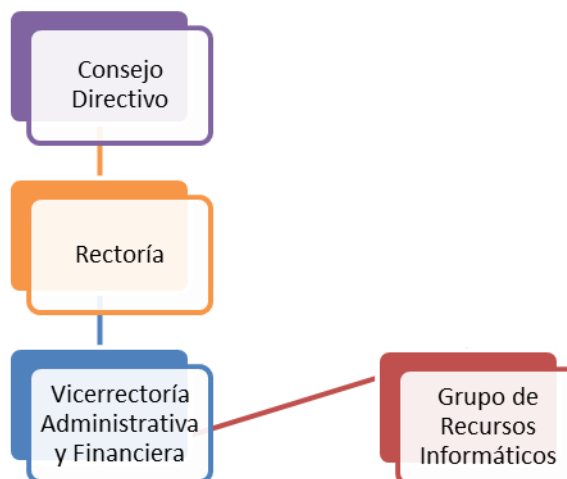 Consejo
Directivo
Rectoría
Vicerrectoría
Administrativa
y Financiera
Grupo de
Recursos
Informáticos